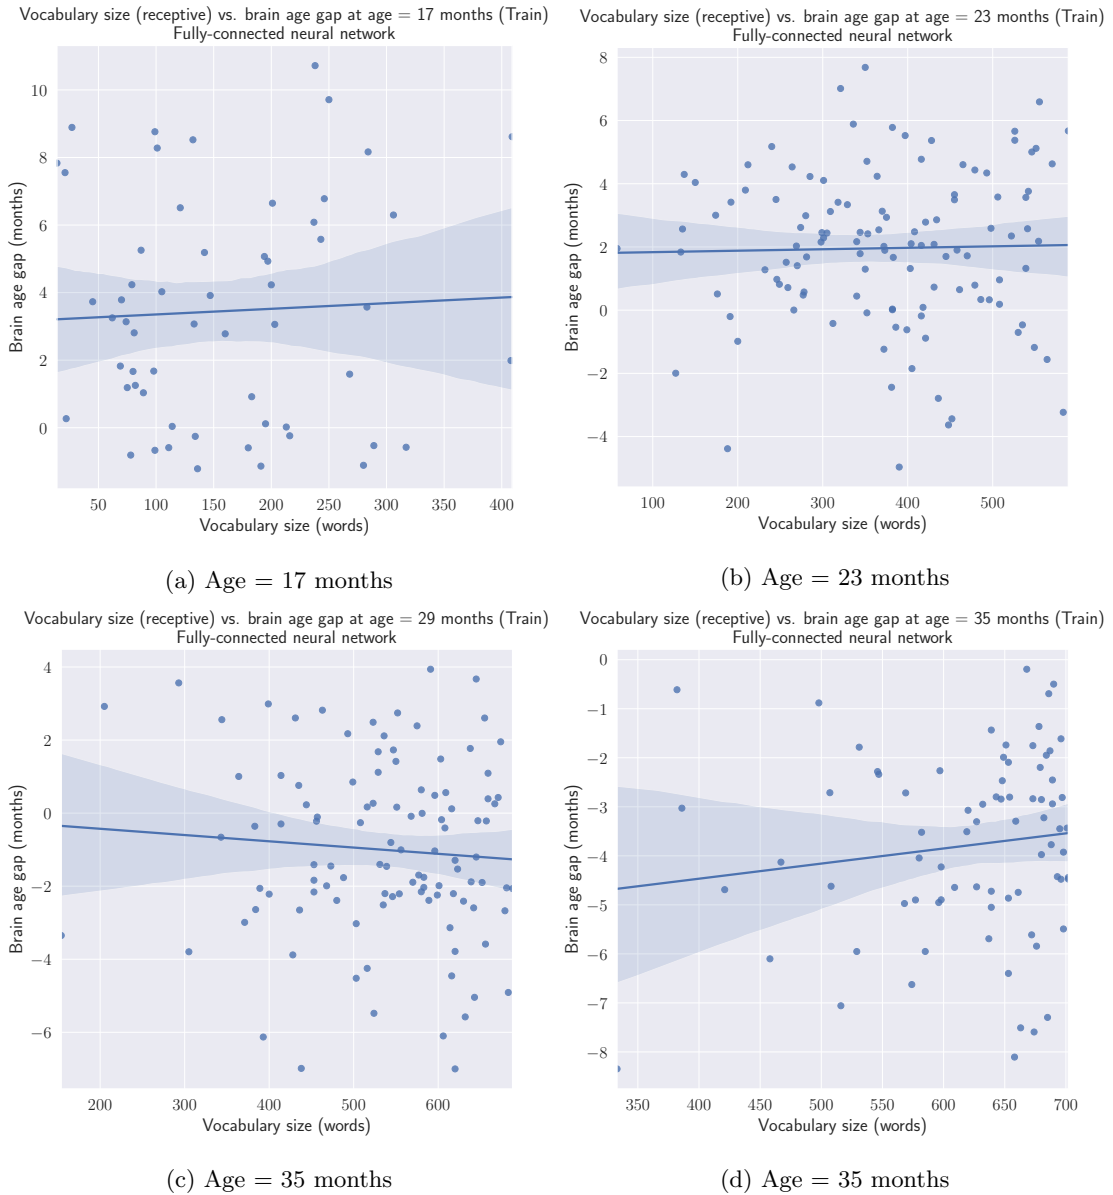 Vocabulary size (receptive) vs. brain age gap at age = 17 months (Train)
Fully-connected neural network
Brain age gap (months)
10
8
6
4
2
0
50 100 150 200 250 300 350 400
Vocabulary size (words)
(a) Age = 17 months
Vocabulary size (receptive) vs. brain age gap at age = 23 months (Train)
Fully-connected neural network
Brain age gap (months)
8
6
4
2
0
−2
−4
100 200 300 400 500
Vocabulary size (words)
(b) Age = 23 months
Vocabulary size (receptive) vs. brain age gap at age = 29 months (Train)
Fully-connected neural network
Brain age gap (months)
4
2
0
−2
−4
−6
200 300 400 500 600
Vocabulary size (words)
(c) Age = 35 months
Vocabulary size (receptive) vs. brain age gap at age = 35 months (Train)
Fully-connected neural network
Brain age gap (months)
0
−1
−2
−3
−4
−5
−6
−7
−8
350 400 450 500 550 600 650 700
Vocabulary size (words)
(d) Age = 35 months